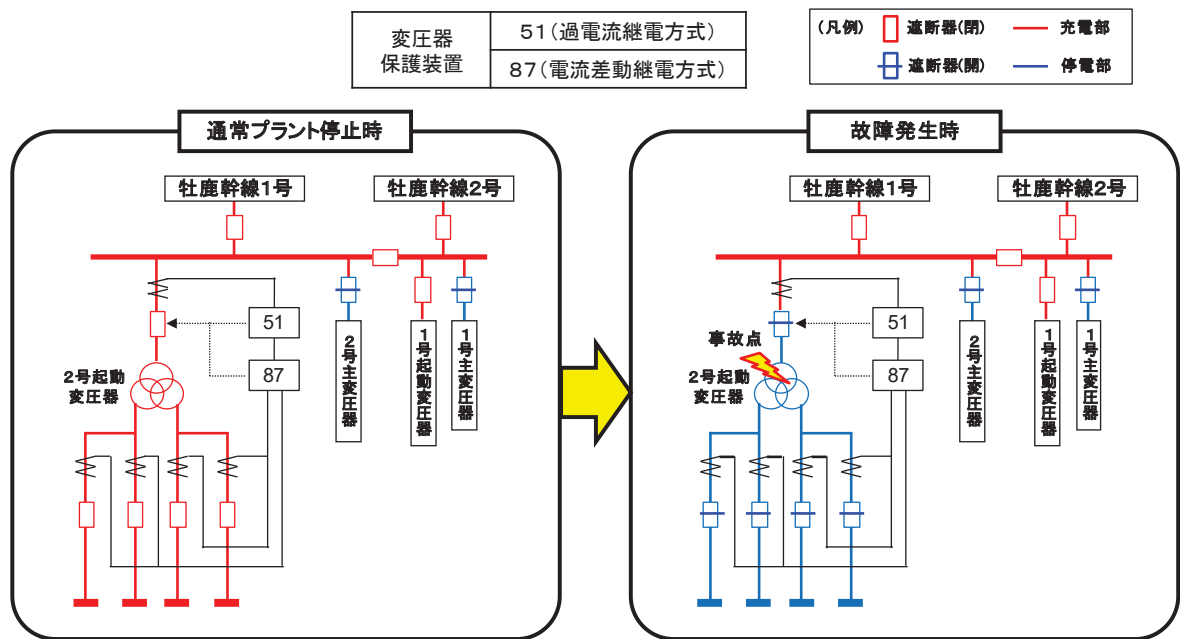 変圧器
保護装置
51(過電流継電方式)
87(電流差動継電方式)
(凡例)
遮断器(閉)
充電部
遮断器(開)
停電部
通常プラント停止時
牡鹿幹線1号
牡鹿幹線2号
51
87
2号起動
変圧器
2号主変圧器
1号起動変圧器
1号主変圧器
故障発生時
牡鹿幹線1号
牡鹿幹線2号
51
87
事故点
2号起動
変圧器
2号主変圧器
1号起動変圧器
1号主変圧器